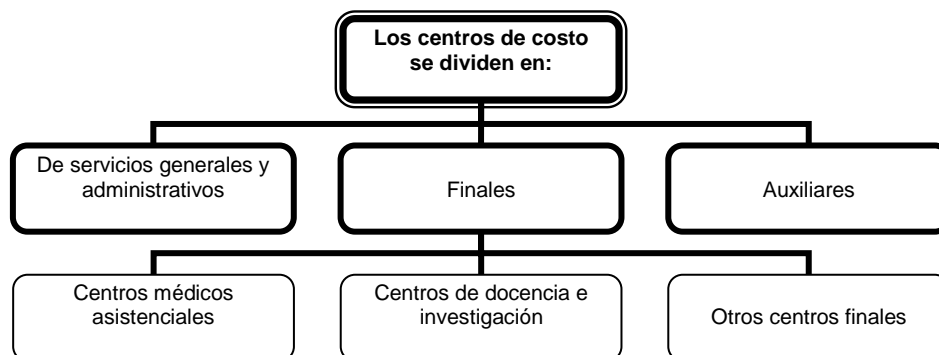 Los centros de costo
se dividen en:
De servicios generales y
administrativos
Finales
Auxiliares
Centros médicos
asistenciales
Centros de docencia e
investigación
Otros centros finales